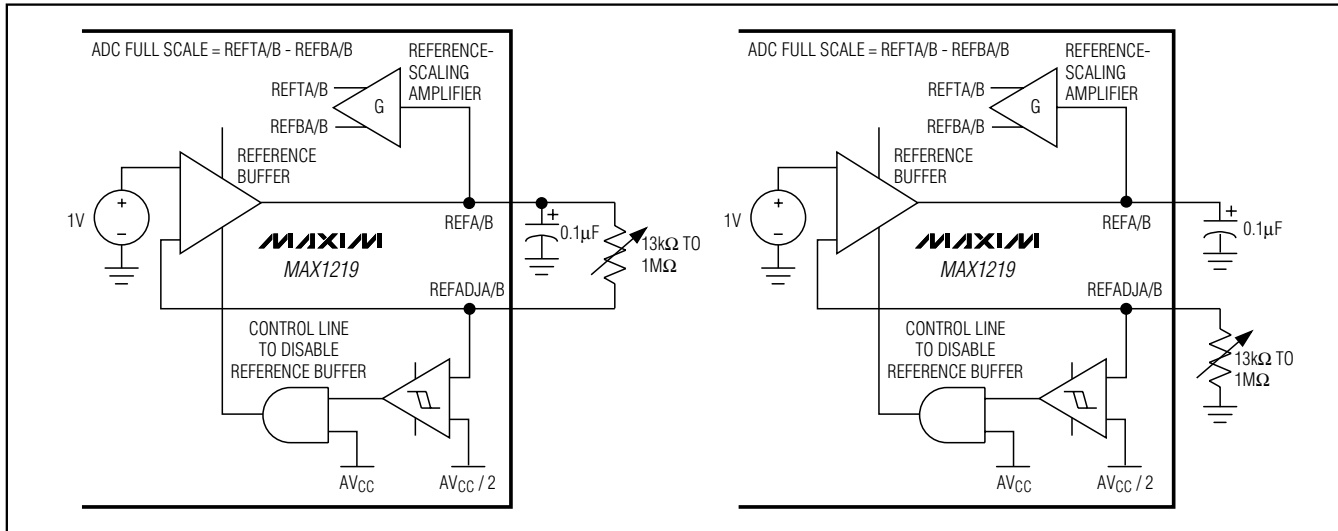 ADC FULL SCALE = REFTA/B - REFBA/B
REFERENCE-
SCALING
AMPLIFIER
REFTA/B
G
REFBA/B
REFERENCE
BUFFER
+
1V
−
REFA/B
+
0.1µF
MAXIM
MAX1219
13kΩ TO
1MΩ
REFADJA/B
CONTROL LINE
TO DISABLE
REFERENCE BUFFER
AVCC
AVCC / 2
ADC FULL SCALE = REFTA/B - REFBA/B
REFERENCE-
SCALING
AMPLIFIER
REFTA/B
G
REFBA/B
REFERENCE
BUFFER
+
1V
−
REFA/B
+
0.1µF
MAXIM
MAX1219
REFADJA/B
CONTROL LINE
TO DISABLE
REFERENCE BUFFER
13kΩ TO
1MΩ
AVCC
AVCC / 2